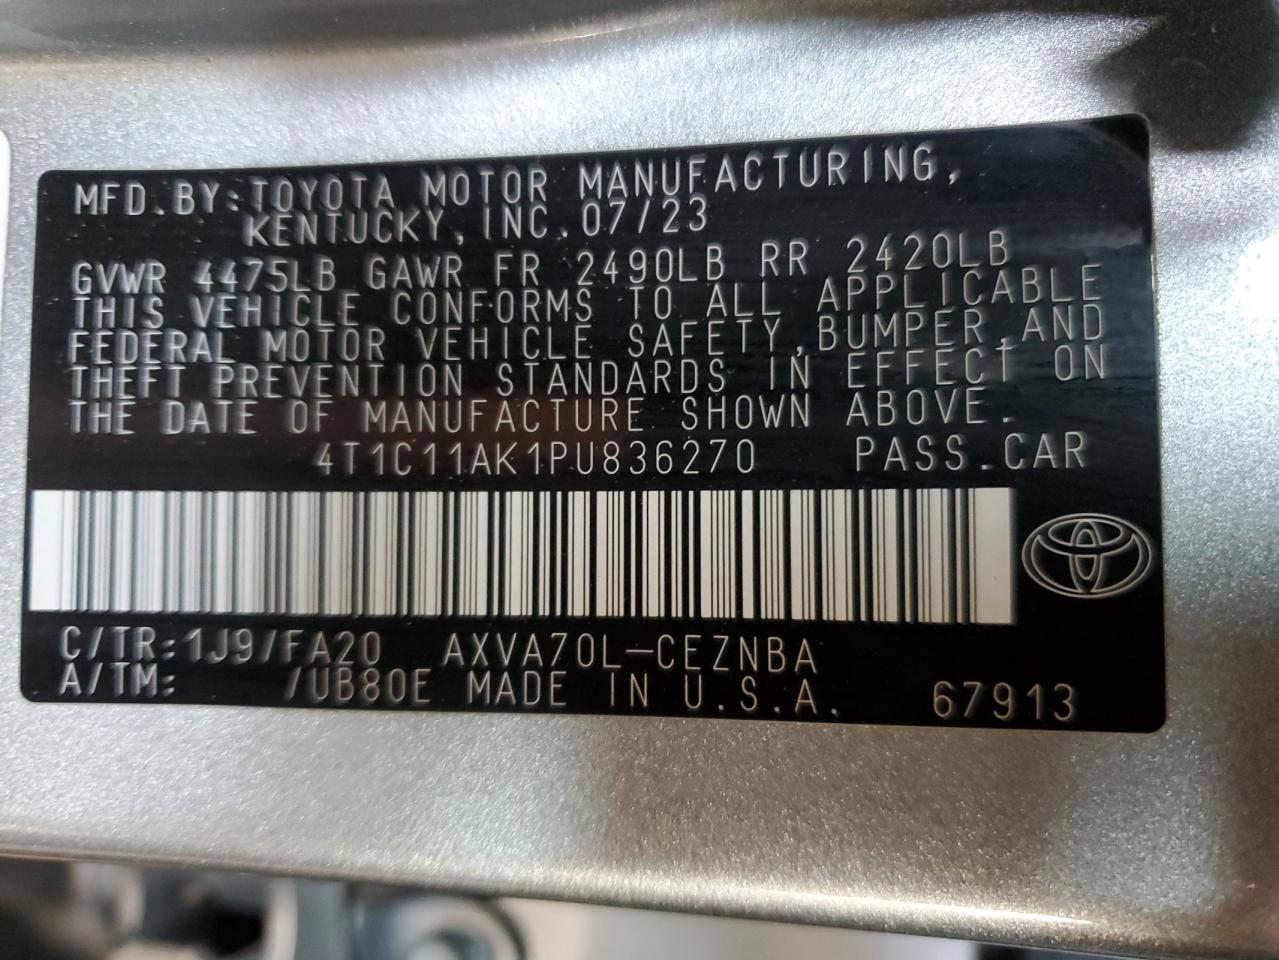 MFD.BY:TOYOTA MOTOR MANUFACTURING,
KENTUCKY,INC.07/23
GVWR 4475LB GAWR FR 2490LB RR 2420LB
THIS VEHICLE CONFORMS TO ALL APPLICABLE
FEDERAL MOTOR VEHICLE SAFETY,BUMPER,AND
THEFT PREVENTION STANDARDS IN EFFECT ON
THE DATE OF MANUFACTURE SHOWN ABOVE.
4T1C11AK1PU836270 PASS.CAR
C/TR:1J9/FA20 AXVA70L-CEZNBA
A/TM: /UB80E MADE IN U.S.A. 67913